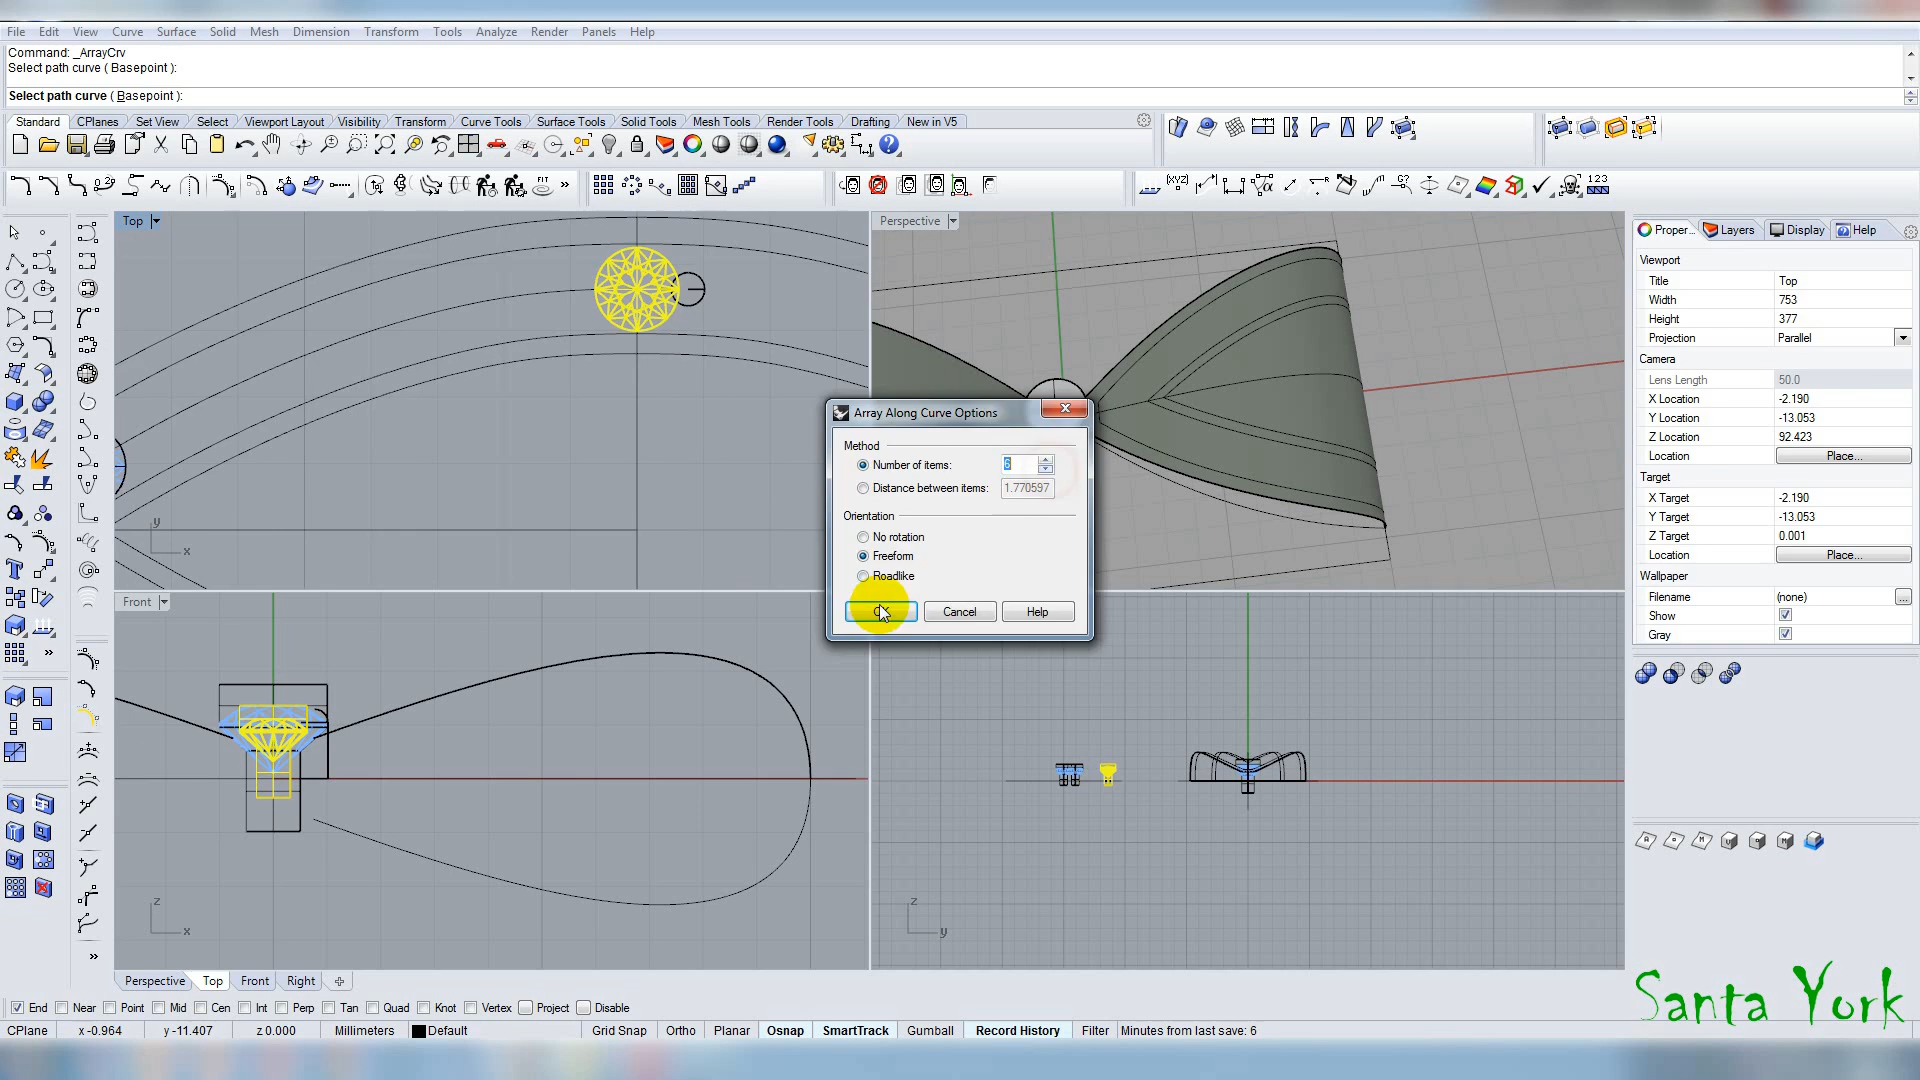 File Edit View Curve Surface Solid Mesh Dimension Transform Tools Analyze Render Panels Help
Command: _ArrayCrv
Select path curve ( Basepoint ):
Select path curve ( Basepoint ):
Standard CPlanes Set View Select Viewport Layout Visibility Transform Curve Tools Surface Tools Solid Tools Mesh Tools Render Tools Drafting New in V5
Top
Perspective
Proper... Layers Display Help
Viewport
Title Top
Width 753
Height 377
Projection Parallel
Camera
Lens Length 50.0
X Location -2.190
Y Location -13.053
Z Location 92.423
Location Place...
Target
X Target -2.190
Y Target -13.053
Z Target 0.001
Location Place...
Wallpaper
Filename (none) ...
Show
Gray
Array Along Curve Options
Method
Number of items: 6
Distance between items: 1.770597
Orientation
No rotation
Freeform
Roadlike
Cancel Help
y
x
Front
z
x
z
y
Perspective Top Front Right
End Near Point Mid Cen Int Perp Tan Quad Knot Vertex Project Disable
CPlane x -0.964 y -11.407 z 0.000 Millimeters Default Grid Snap Ortho Planar Osnap SmartTrack Gumball Record History Filter Minutes from last save: 6
Santa York